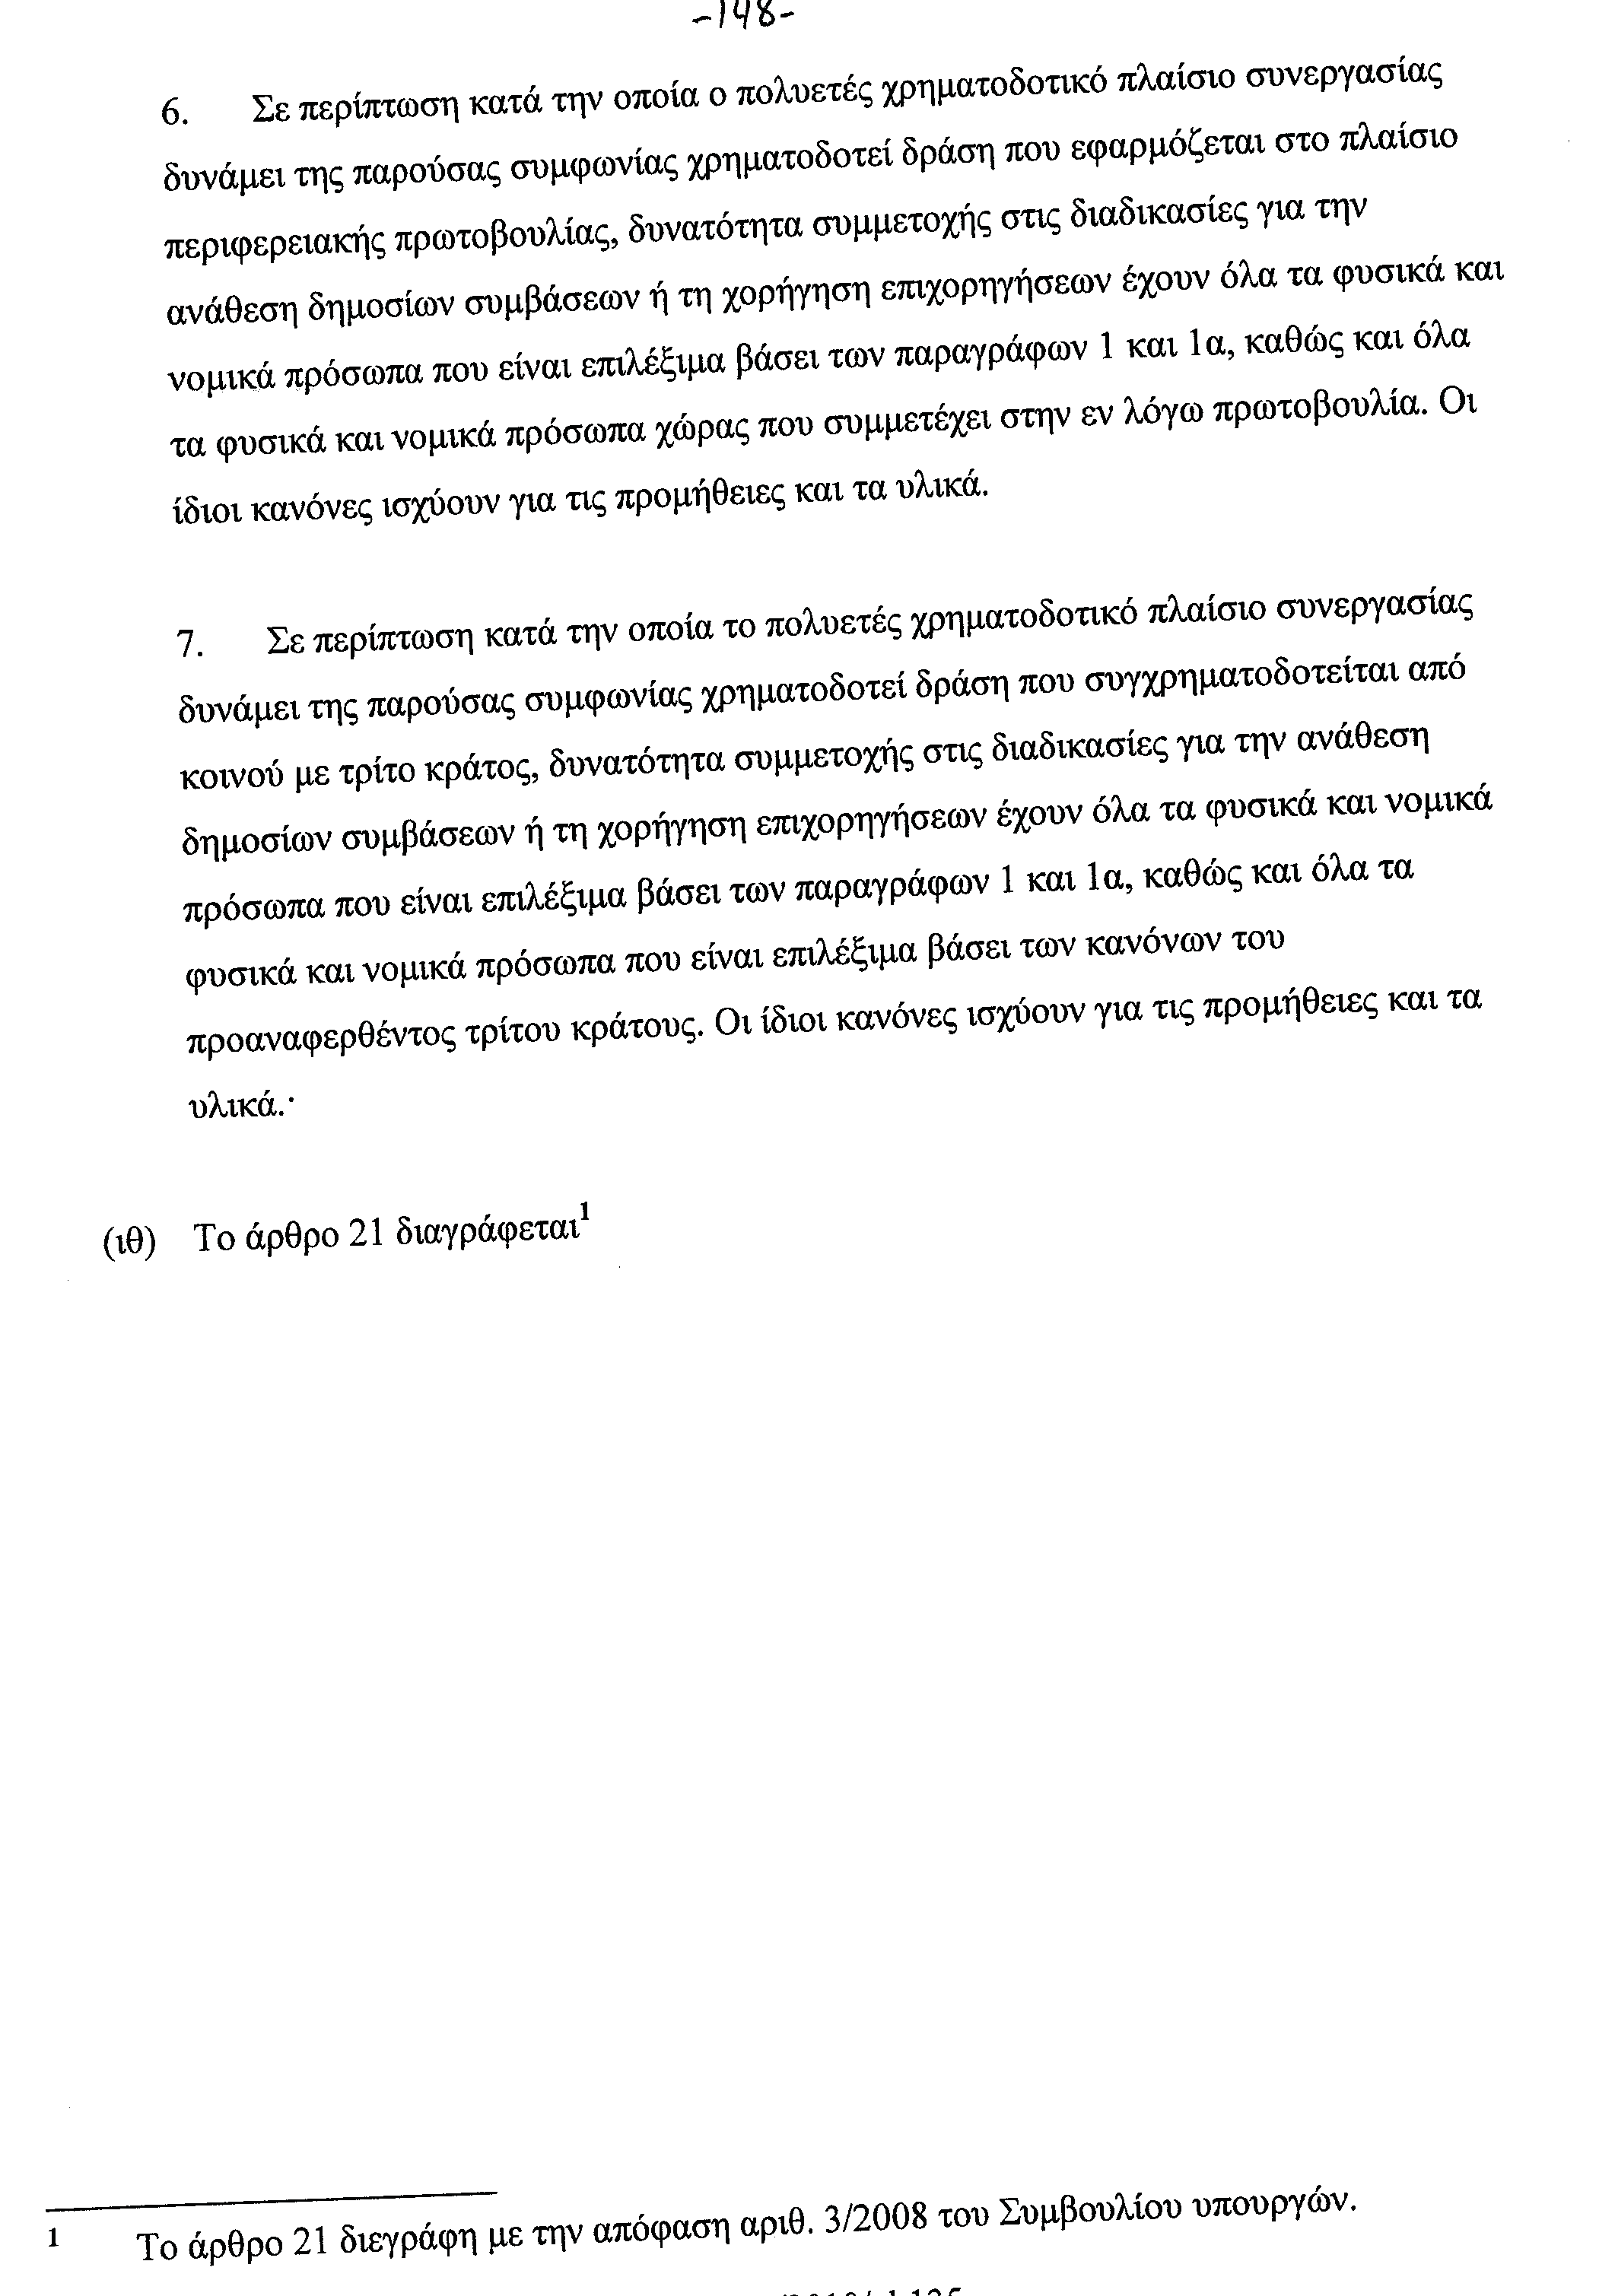 -148-
6. Σε περίπτωση κατά την οποία ο πολυετές χρηματοδοτικό πλαίσιο συνεργασίας
δυνάμει της παρούσας συμφωνίας χρηματοδοτεί δράση που εφαρμόζεται στο πλαίσιο
περιφερειακής πρωτοβουλίας, δυνατότητα συμμετοχής στις διαδικασίες για την
ανάθεση δημοσίων συμβάσεων ή τη χορήγηση επιχορηγήσεων έχουν όλα τα φυσικά και
νομικά πρόσωπα που είναι επιλέξιμα βάσει των παραγράφων 1 και 1α, καθώς και όλα
τα φυσικά και νομικά πρόσωπα χώρας που συμμετέχει στην εν λόγω πρωτοβουλία. Οι
ίδιοι κανόνες ισχύουν για τις προμήθειες και τα υλικά.
7. Σε περίπτωση κατά την οποία το πολυετές χρηματοδοτικό πλαίσιο συνεργασίας
δυνάμει της παρούσας συμφωνίας χρηματοδοτεί δράση που συγχρηματοδοτείται από
κοινού με τρίτο κράτος, δυνατότητα συμμετοχής στις διαδικασίες για την ανάθεση
δημοσίων συμβάσεων ή τη χορήγηση επιχορηγήσεων έχουν όλα τα φυσικά και νομικά
πρόσωπα που είναι επιλέξιμα βάσει των παραγράφων 1 και 1α, καθώς και όλα τα
φυσικά και νομικά πρόσωπα που είναι επιλέξιμα βάσει των κανόνων του
προαναφερθέντος τρίτου κράτους. Οι ίδιοι κανόνες ισχύουν για τις προμήθειες και τα
υλικά.·
(ιθ) Το άρθρο 21 διαγράφεται¹
1 Το άρθρο 21 διεγράφη με την απόφαση αριθ. 3/2008 του Συμβουλίου υπουργών.